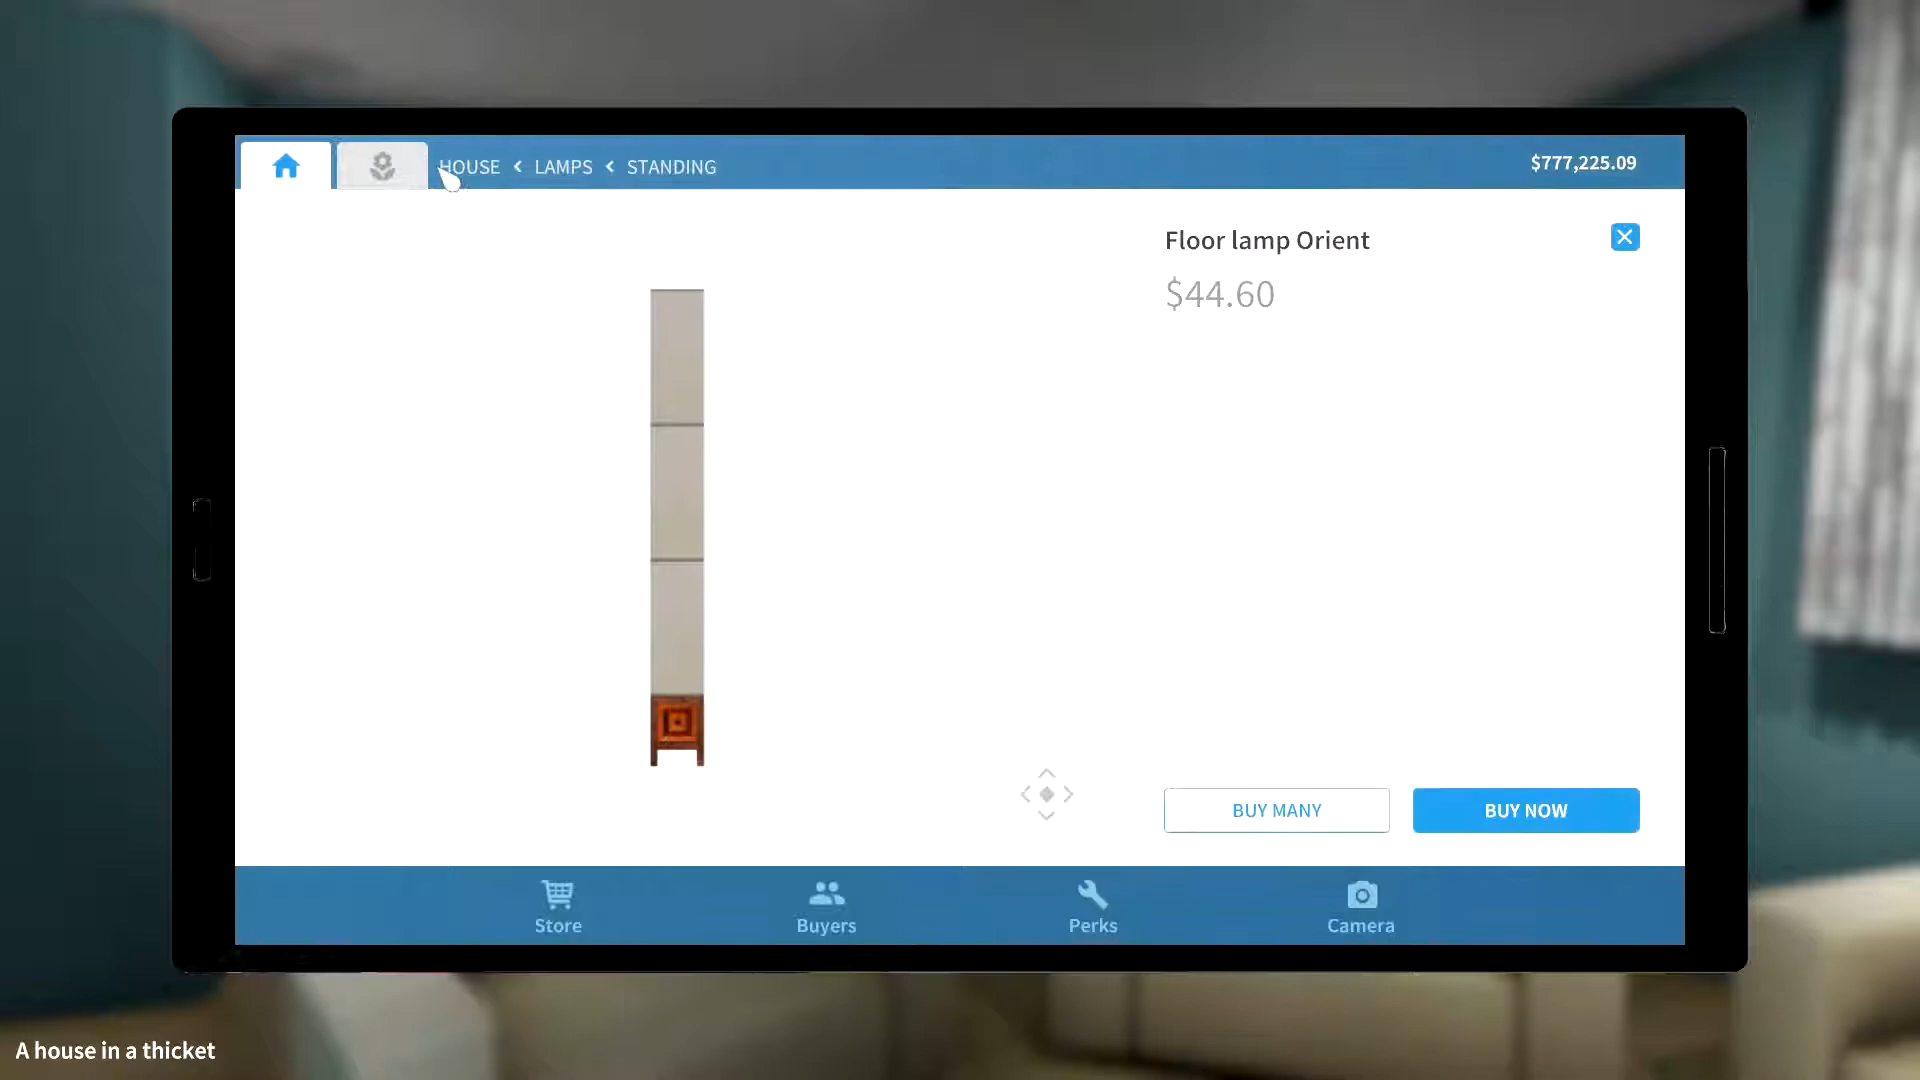 HOUSE < LAMPS < STANDING
$777,225.09
Floor lamp Orient
$44.60
BUY MANY
BUY NOW
Store
Buyers
Perks
Camera
A house in a thicket